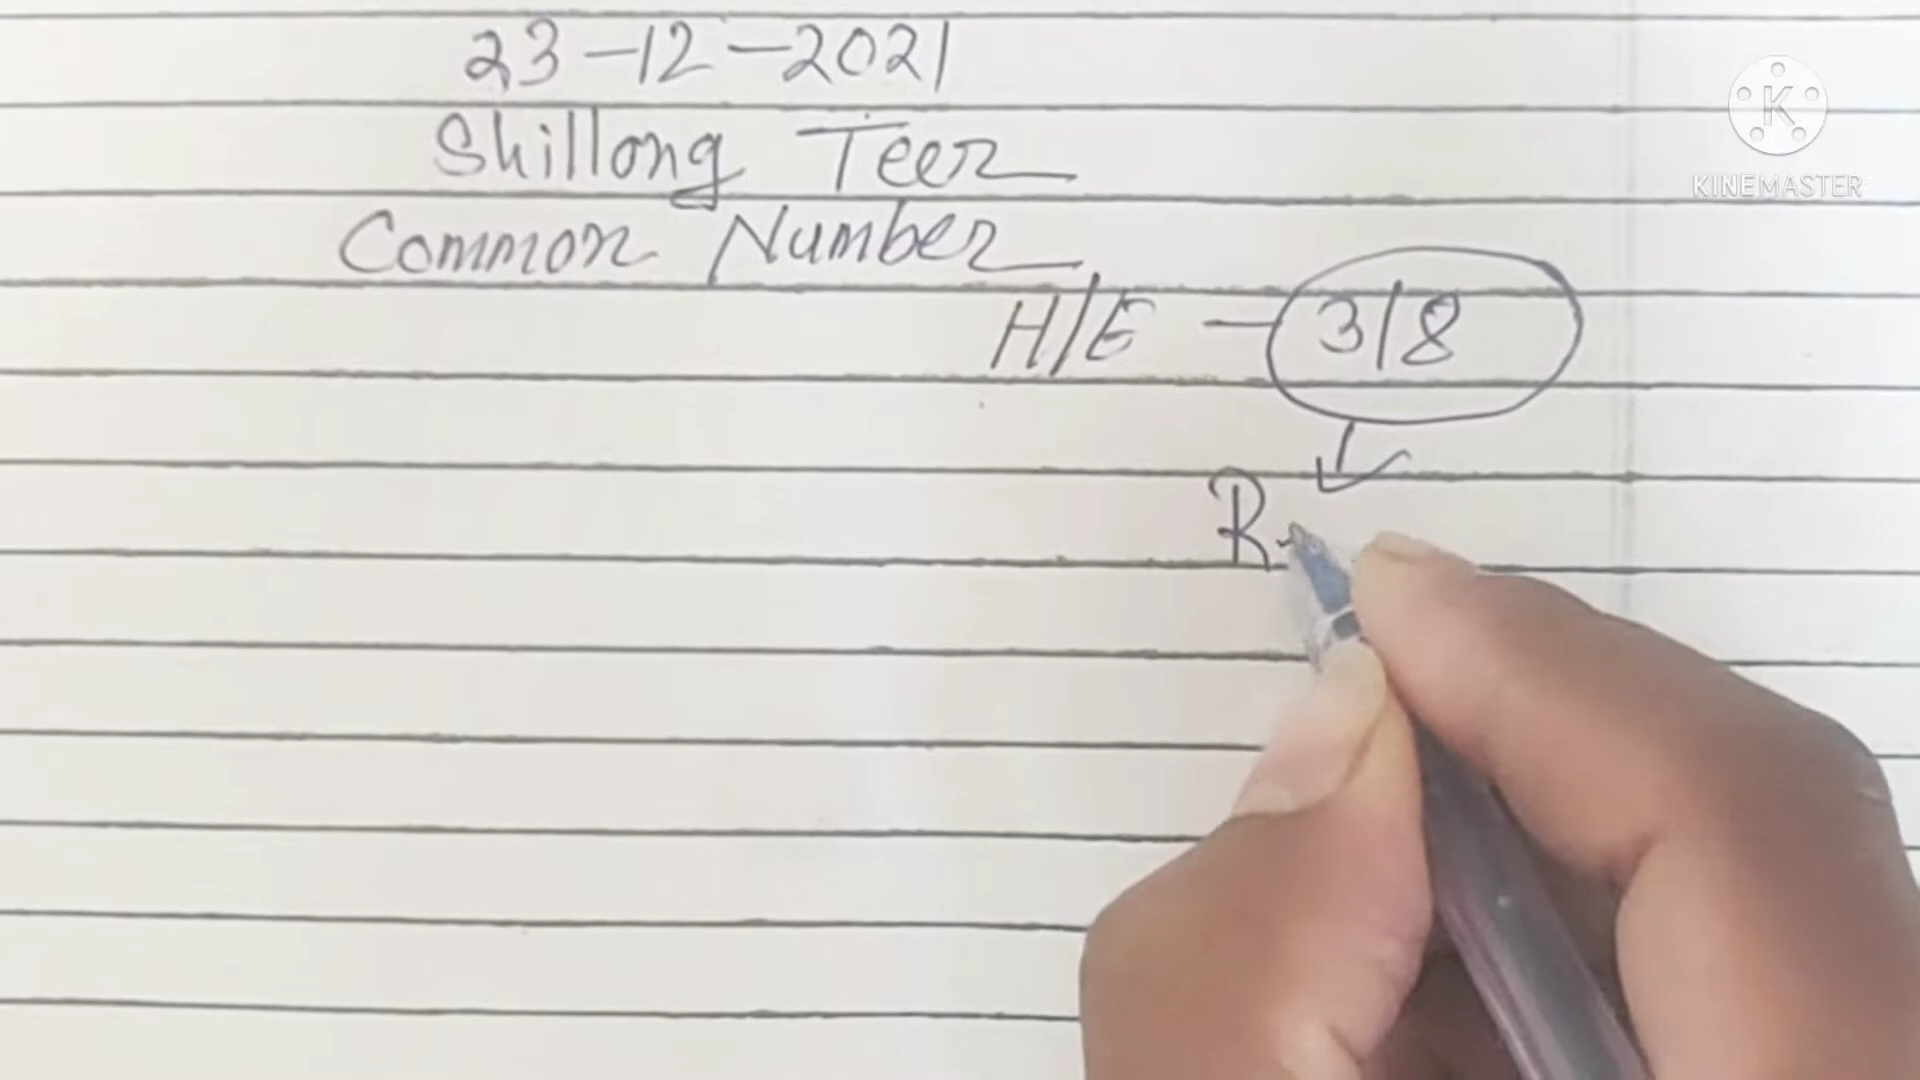 23-12-2021
Shillong Teer
Common Number
H/E - 3/8
R
K
KINEMASTER